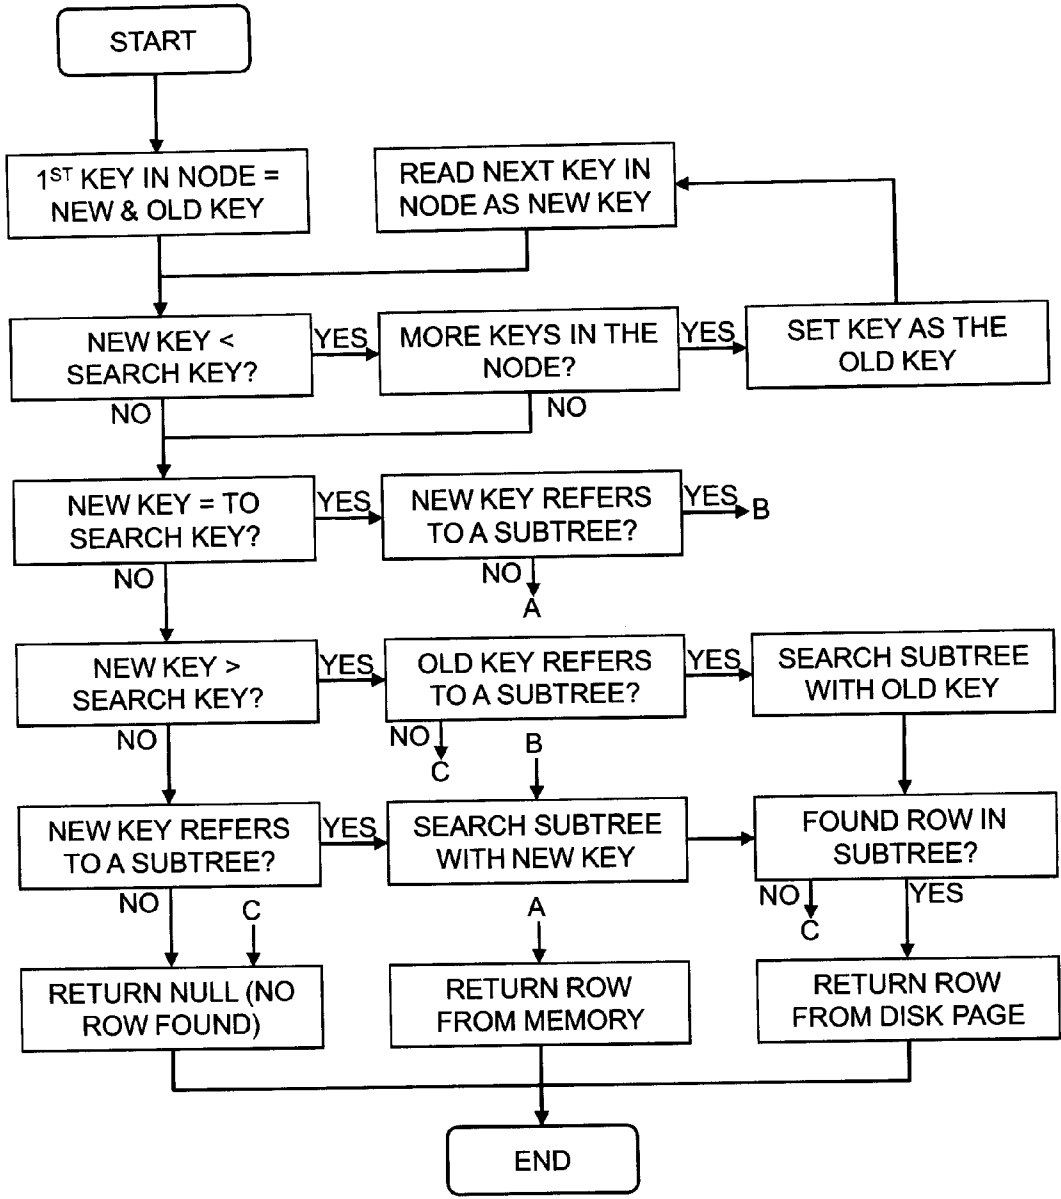 START
1ST KEY IN NODE =
NEW & OLD KEY
READ NEXT KEY IN
NODE AS NEW KEY
NEW KEY <
SEARCH KEY?
YES
MORE KEYS IN THE
NODE?
YES
SET KEY AS THE
OLD KEY
NO
NO
NEW KEY = TO
SEARCH KEY?
YES
NEW KEY REFERS
TO A SUBTREE?
YES
B
NO
NO
A
NEW KEY >
SEARCH KEY?
YES
OLD KEY REFERS
TO A SUBTREE?
YES
SEARCH SUBTREE
WITH OLD KEY
NO
NO
C
B
NEW KEY REFERS
TO A SUBTREE?
YES
SEARCH SUBTREE
WITH NEW KEY
FOUND ROW IN
SUBTREE?
NO
C
A
NO
C
YES
RETURN NULL (NO
ROW FOUND)
RETURN ROW
FROM MEMORY
RETURN ROW
FROM DISK PAGE
END